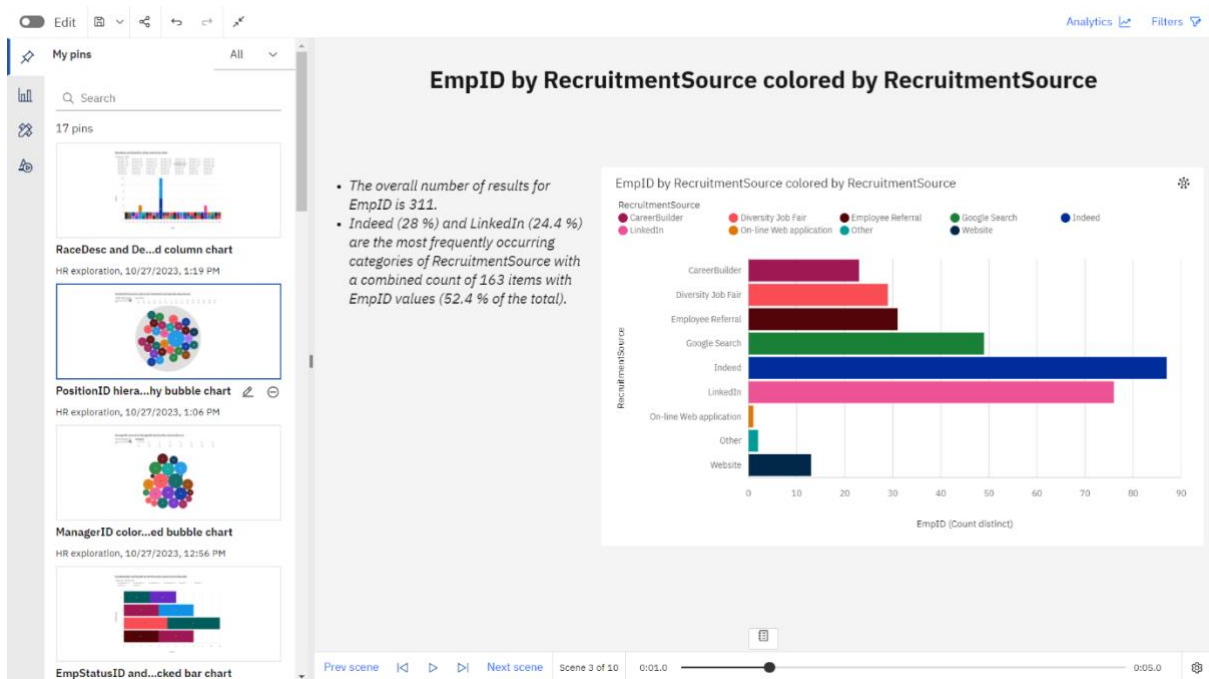 Edit
Analytics
Filters
My pins
All
Search
17 pins
RaceDesc and De...d column chart
HR exploration, 10/27/2023, 1:19 PM
PositionID hiera...hy bubble chart
HR exploration, 10/27/2023, 1:06 PM
ManagerID color...ed bubble chart
HR exploration, 10/27/2023, 12:56 PM
EmpStatusID and...cked bar chart
EmpID by RecruitmentSource colored by RecruitmentSource
• The overall number of results for
EmpID is 311.
• Indeed (28 %) and LinkedIn (24.4 %)
are the most frequently occurring
categories of RecruitmentSource with
a combined count of 163 items with
EmpID values (52.4 % of the total).
EmpID by RecruitmentSource colored by RecruitmentSource
RecruitmentSource
CareerBuilder
Diversity Job Fair
Employee Referral
Google Search
Indeed
LinkedIn
On-line Web application
Other
Website
RecruitmentSource
CareerBuilder
Diversity Job Fair
Employee Referral
Google Search
Indeed
LinkedIn
On-line Web application
Other
Website
0 10 20 30 40 50 60 70 80 90
EmpID (Count distinct)
Prev scene
Next scene
Scene 3 of 10
0:01.0
0:05.0